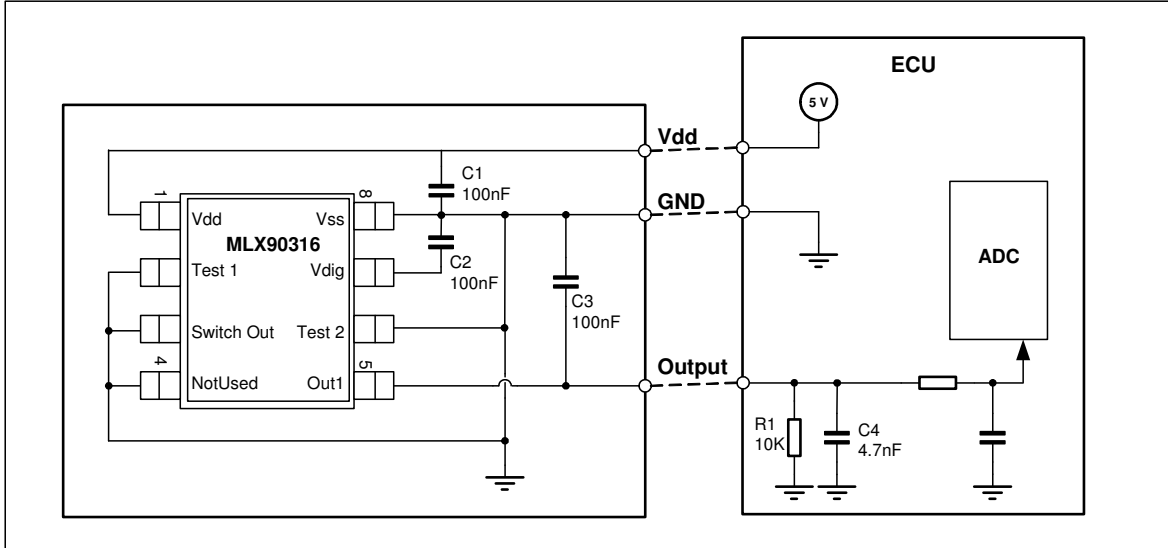 ECU
5 V
Vdd
C1
100nF
GND
1
8
Vdd
Vss
MLX90316
Test 1
Vdig
C2
100nF
ADC
C3
100nF
Switch Out
Test 2
4
5
NotUsed
Out1
Output
R1
10K
C4
4.7nF